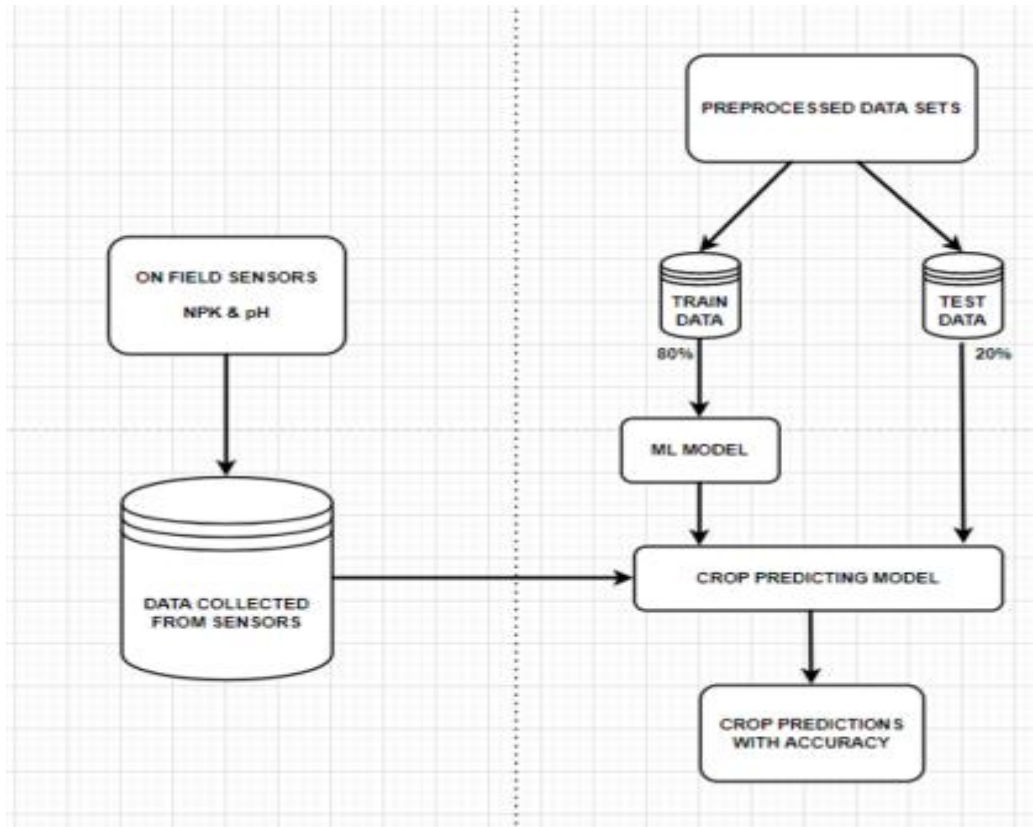 PREPROCESSED DATA SETS
ON FIELD SENSORS
NPK & pH
TRAIN
DATA
80%
TEST
DATA
20%
ML MODEL
DATA COLLECTED
FROM SENSORS
CROP PREDICTING MODEL
CROP PREDICTIONS
WITH ACCURACY